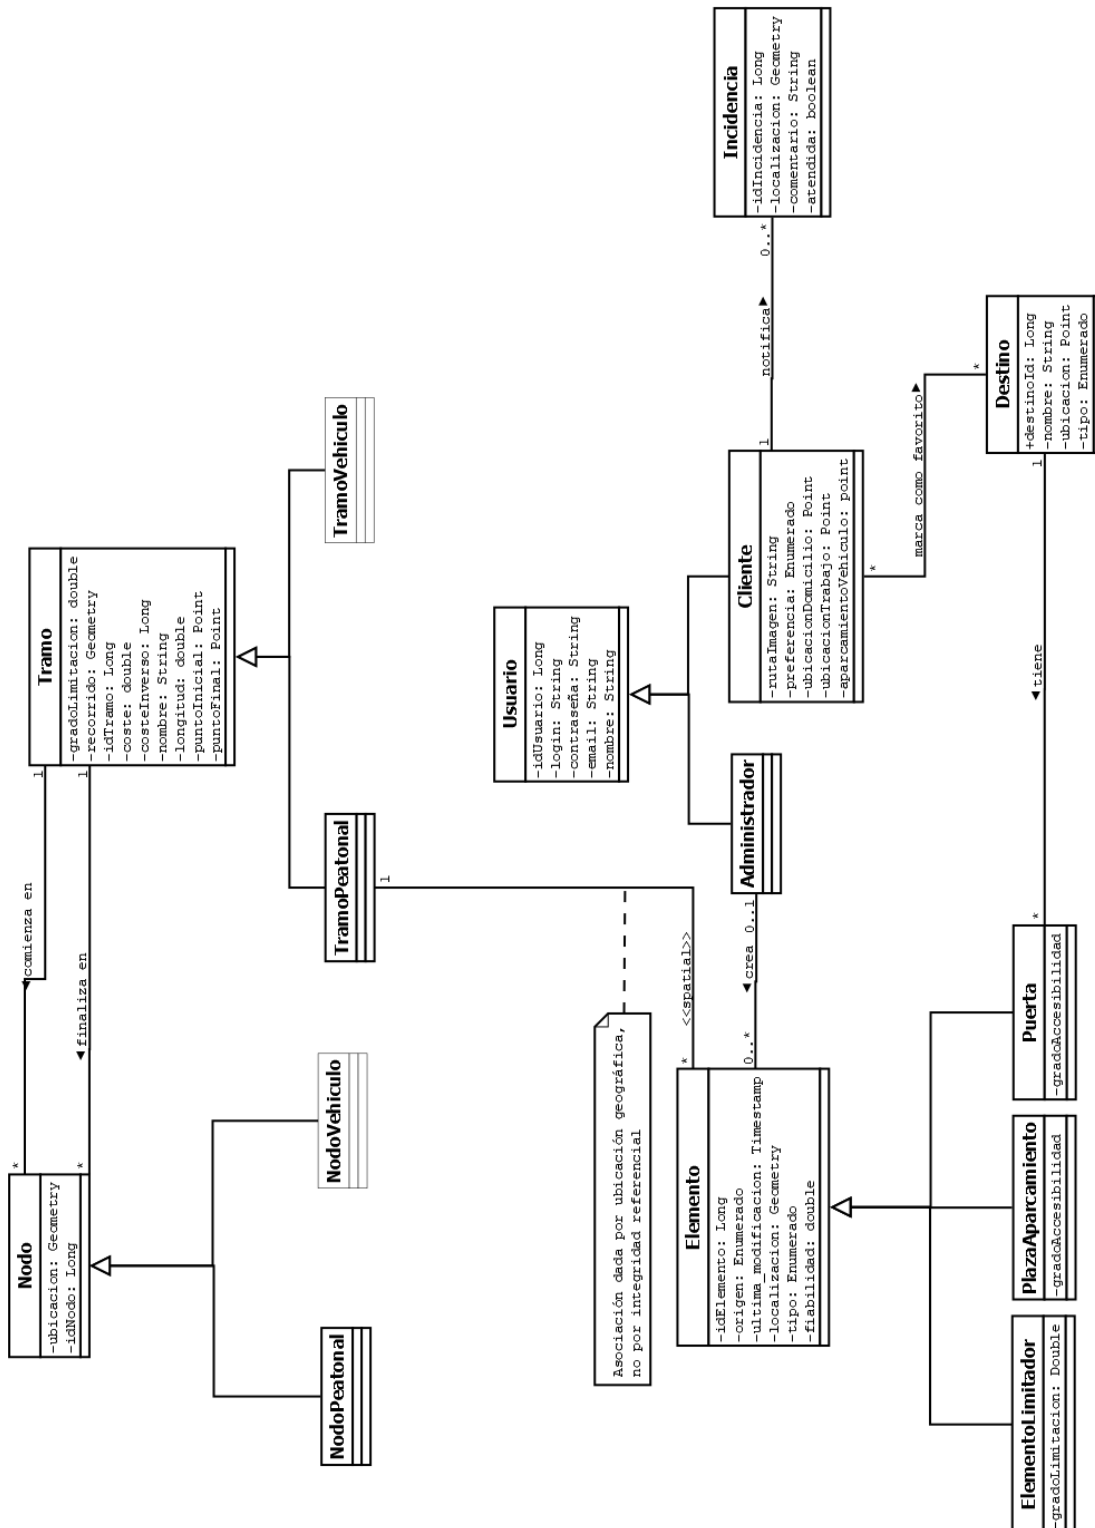 Nodo
-ubicacion: Geometry
-idNodo: Long
*
*
comienza en
◀finaliza en
1
1
Tramo
-gradoLimitacion: double
-recorrido: Geometry
-idTramo: Long
-coste: double
-costeInverso: Long
-nombre: String
-longitud: double
-puntoInicial: Point
-puntoFinal: Point
NodoPeatonal
NodoVehiculo
TramoPeatonal
TramoVehiculo
1
Asociación dada por ubicación geográfica,
no por integridad referencial
<<spatial>>
*
Usuario
-idUsuario: Long
-login: String
-contraseña: String
-email: String
-nombre: String
Elemento
-idElemento: Long
-origen: Enumerado
-ultima_modificacion: Timestamp
-localizacion: Geometry
-tipo: Enumerado
-fiabilidad: double
0..*
◀crea
0..1
Administrador
Cliente
-rutaImagen: String
-preferencia: Enumerado
-ubicacionDomicilio: Point
-ubicacionTrabajo: Point
-aparcamientoVehiculo: point
1
notifica▶
0..*
Incidencia
-idIncidencia: Long
-localizacion: Geometry
-comentario: String
-atendida: boolean
*
marca como favorito▶
*
ElementoLimitador
-gradoLimitacion: Double
PlazaAparcamiento
-gradoAccesibilidad
Puerta
-gradoAccesibilidad
*
◀tiene
1
Destino
+destinoId: Long
-nombre: String
-ubicacion: Point
-tipo: Enumerado